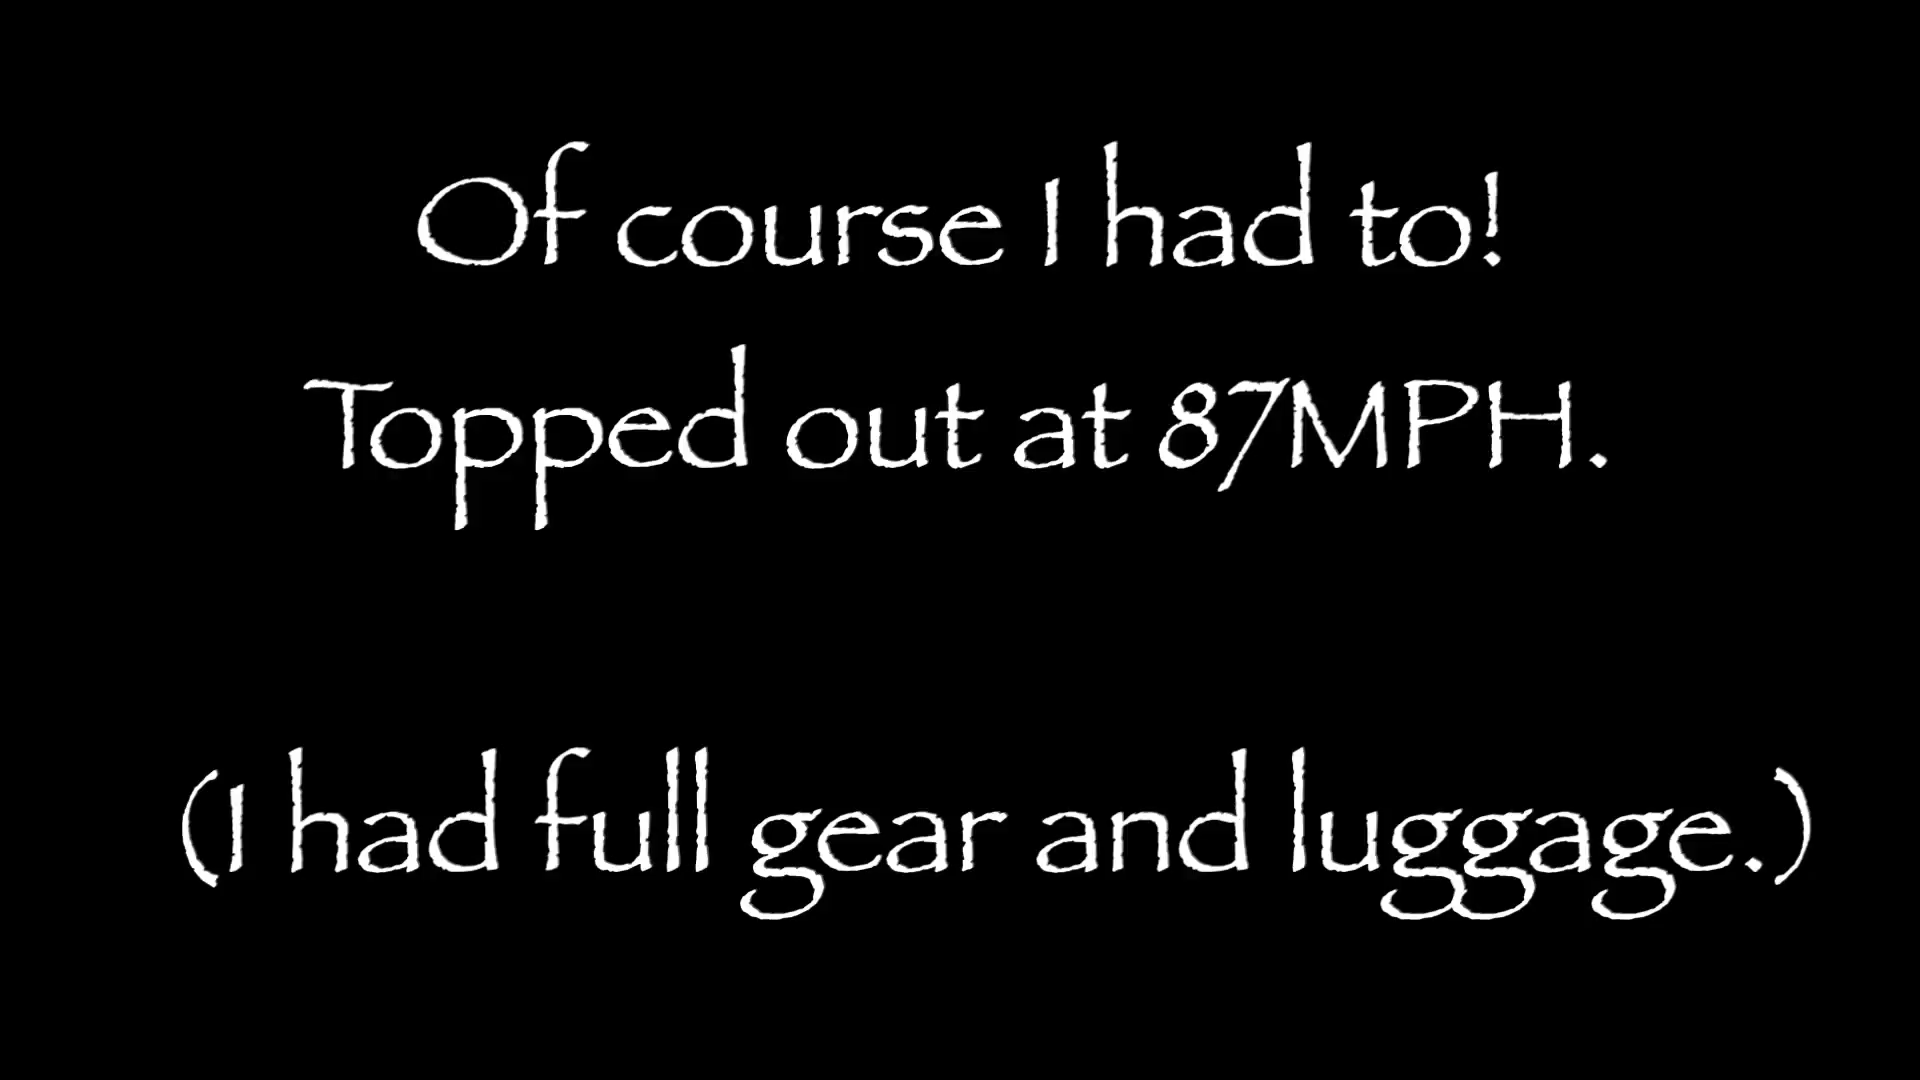 Of course I had to!
Topped out at 87MPH.
(I had full gear and luggage.)